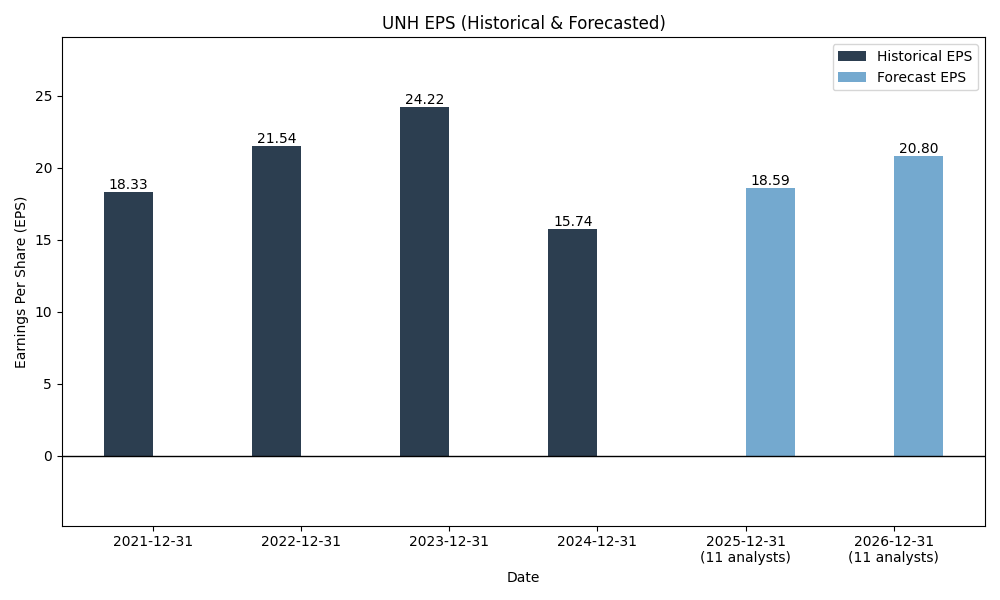 UNH EPS (Historical & Forecasted)
Historical EPS
Forecast EPS
Earnings Per Share (EPS)
25
20
15
10
5
0
18.33
21.54
24.22
15.74
18.59
20.80
2021-12-31
2022-12-31
2023-12-31
2024-12-31
2025-12-31
(11 analysts)
2026-12-31
(11 analysts)
Date